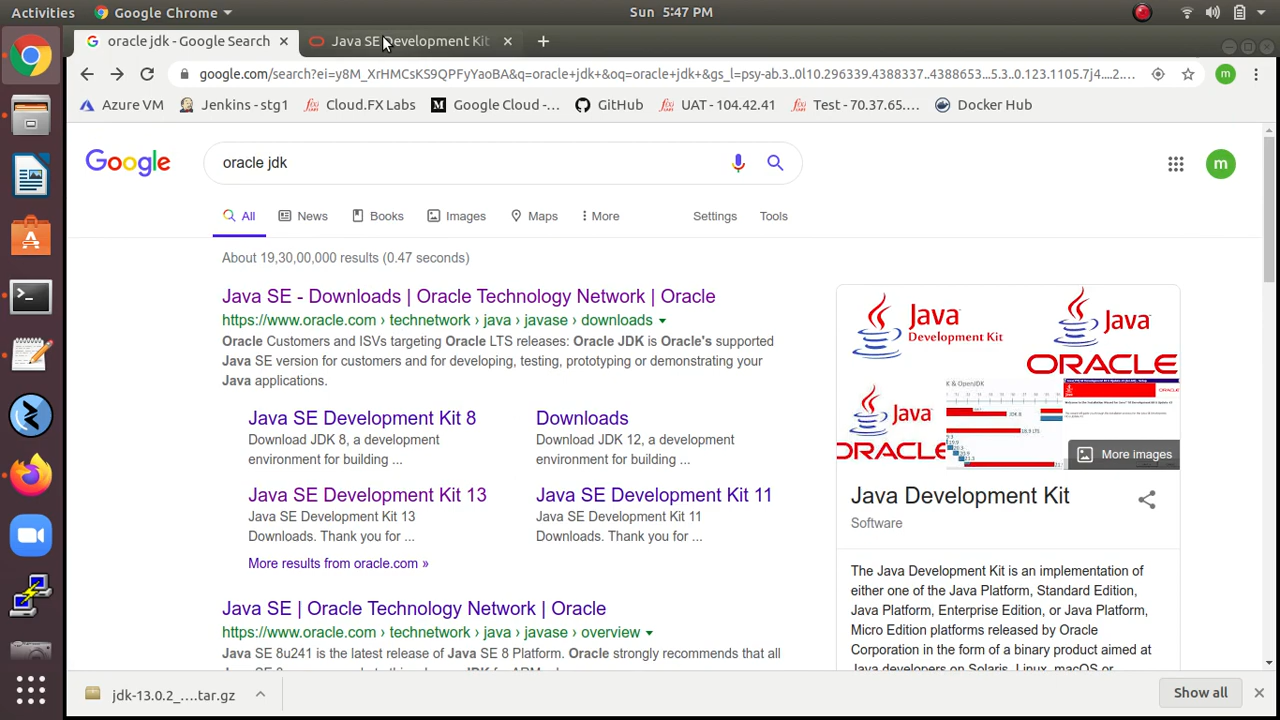 Activities
Google Chrome
Sun 5:47 PM
oracle jdk - Google Search
Java SE Development Kit
google.com/search?ei=y8M_XrHMCsKS9QPFyYaoBA&q=oracle+jdk+&oq=oracle+jdk+&gs_l=psy-ab.3..0l10.296339.4388337..4388653...5.3..0.123.1105.7j4....2....
Azure VM
Jenkins - stg1
Cloud.FX Labs
Google Cloud -...
GitHub
UAT - 104.42.41
Test - 70.37.65....
Docker Hub
m
Google
oracle jdk
m
All
News
Books
Images
Maps
More
Settings
Tools
About 19,30,00,000 results (0.47 seconds)
Java SE - Downloads | Oracle Technology Network | Oracle
https://www.oracle.com › technetwork › java › javase › downloads
Oracle Customers and ISVs targeting Oracle LTS releases: Oracle JDK is Oracle's supported
Java SE version for customers and for developing, testing, prototyping or demonstrating your
Java applications.
Java SE Development Kit 8
Download JDK 8, a development
environment for building ...
Downloads
Download JDK 12, a development
environment for building ...
Java SE Development Kit 13
Java SE Development Kit 13
Downloads. Thank you for ...
Java SE Development Kit 11
Java SE Development Kit 11
Downloads. Thank you for ...
More results from oracle.com »
Java SE | Oracle Technology Network | Oracle
https://www.oracle.com › technetwork › java › javase › overview
Java SE 8u241 is the latest release of Java SE 8 Platform. Oracle strongly recommends that all
Java
Development Kit
Java
ORACLE
Java
ORACLE
K & OpenJDK
More images
Java Development Kit
Software
The Java Development Kit is an implementation of
either one of the Java Platform, Standard Edition,
Java Platform, Enterprise Edition, or Java Platform,
Micro Edition platforms released by Oracle
Corporation in the form of a binary product aimed at
Java developers on Solaris, Linux, macOS or
jdk-13.0.2_....tar.gz
Show all